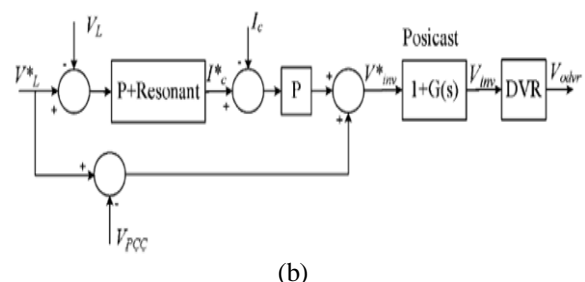 V_L
I_c
Posicast
V*_L
P+Resonant
I*_c
P
V*_inv
1+G(s)
V_inv
DVR
V_odvr
V_PCC
(b)